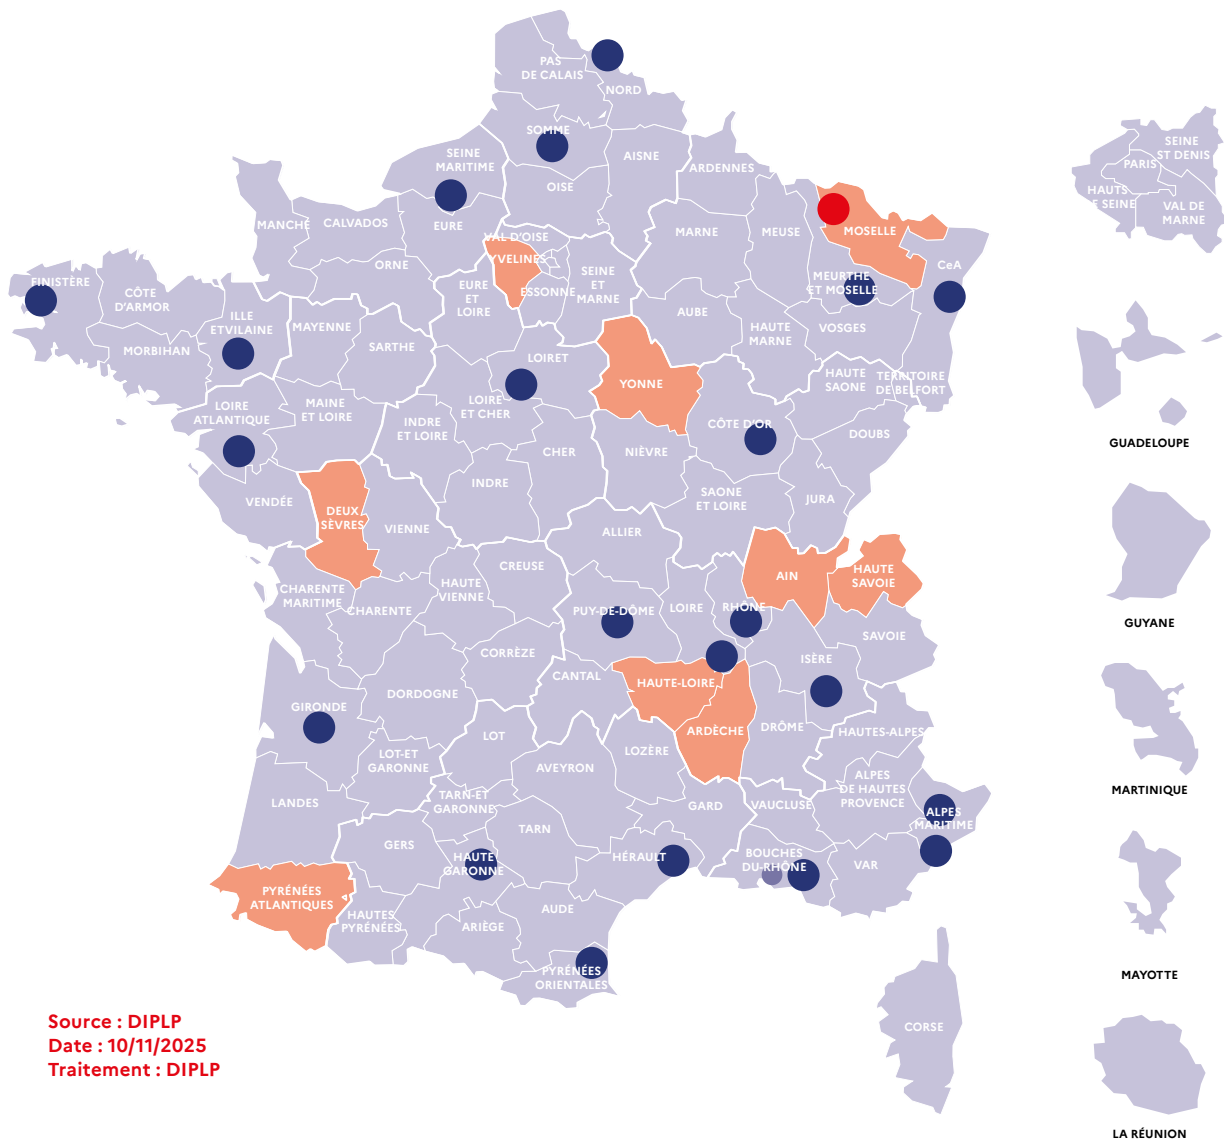 PAS
DE CALAIS
NORD
SOMME
SEINE
MARITIME
AISNE
ARDENNES
OISE
SEINE
ST DENIS
PARIS
HAUTS
E SEINE
VAL DE
MARNE
MANCHE
CALVADOS
EURE
VAL D'OISE
MARNE
MEUSE
MOSELLE
YVELINES
ORNE
ESSONNE
SEINE
ET
MARNE
CeA
MEURTHE
ET MOSELLE
FINISTÈRE
CÔTE
D'ARMOR
EURE
ET
LOIRE
ILLE
ETVILAINE
MAYENNE
AUBE
HAUTE
MARNE
VOSGES
MORBIHAN
SARTHE
LOIRET
YONNE
HAUTE
SAONE
TERRITOIRE
DE BELFORT
LOIRE
ATLANTIQUE
MAINE
ET LOIRE
LOIRE
ET CHER
INDRE
ET LOIRE
CÔTE D'OR
DOUBS
GUADELOUPE
CHER
NIÈVRE
INDRE
VENDÉE
DEUX
SÈVRES
VIENNE
SAONE
ET LOIRE
JURA
ALLIER
CREUSE
HAUTE
VIENNE
AIN
HAUTE
SAVOIE
CHARENTE
MARITIME
CHARENTE
PUY-DE-DÔME
LOIRE
RHÔNE
GUYANE
SAVOIE
CORRÈZE
ISÈRE
CANTAL
HAUTE-LOIRE
DORDOGNE
GIRONDE
ARDÈCHE
DRÔME
HAUTES-ALPES
LOT
LOZÈRE
LOT-ET
GARONNE
AVEYRON
ALPES
DE HAUTES
PROVENCE
MARTINIQUE
LANDES
TARN-ET
GARONNE
GARD
VAUCLUSE
ALPES
MARITIME
TARN
GERS
HAUTE
GARONNE
HÉRAULT
BOUCHES
DU-RHÔNE
VAR
PYRÉNÉES
ATLANTIQUES
HAUTES
PYRÉNÉES
ARIÈGE
AUDE
PYRÉNÉES
ORIENTALES
MAYOTTE
CORSE
Source : DIPLP
Date : 10/11/2025
Traitement : DIPLP
LA RÉUNION